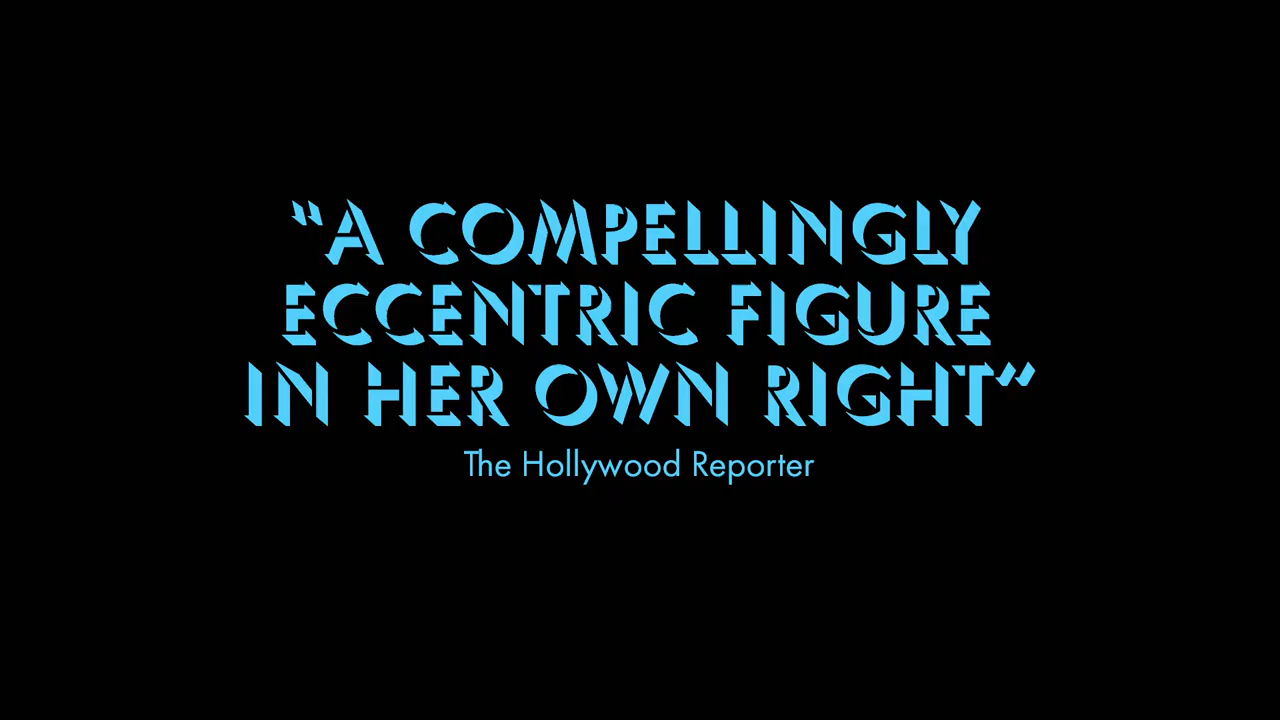 “A COMPELLINGLY
ECCENTRIC FIGURE
IN HER OWN RIGHT”
The Hollywood Reporter